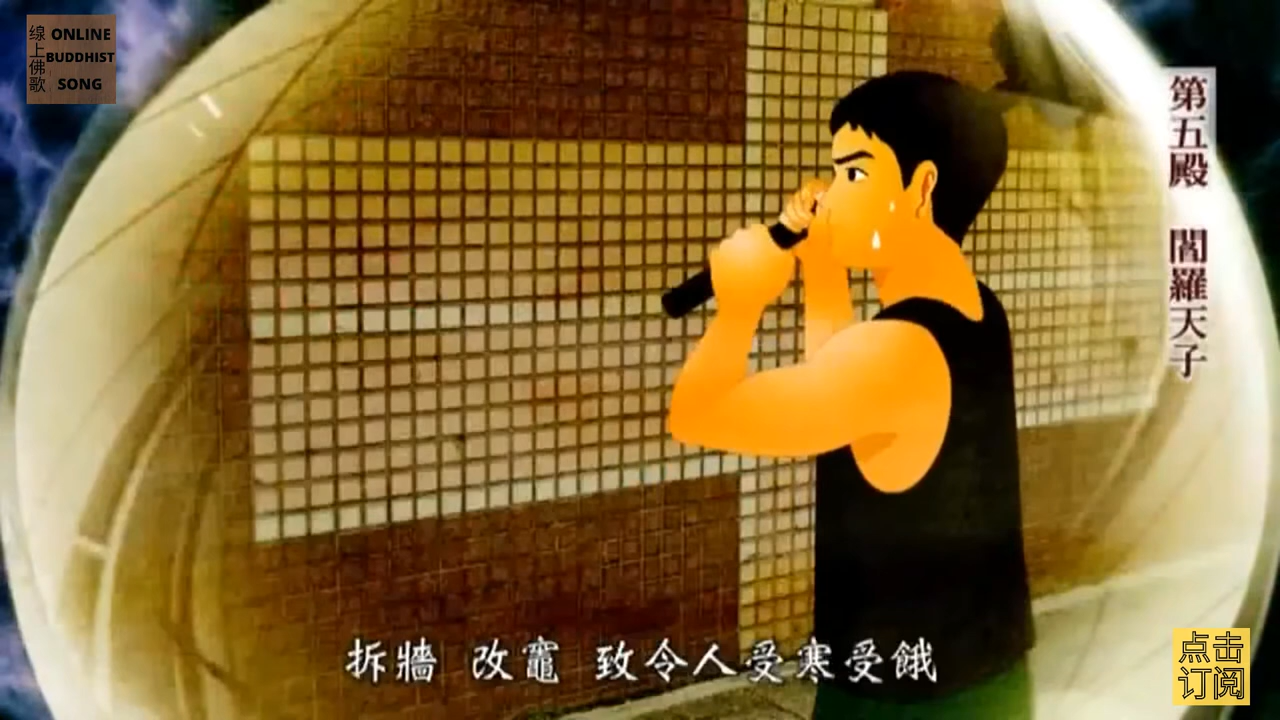 线上佛歌
ONLINE
BUDDHIST
SONG
第五殿 閻羅天子
拆牆 改竈 致令人受寒受餓
点击
订阅